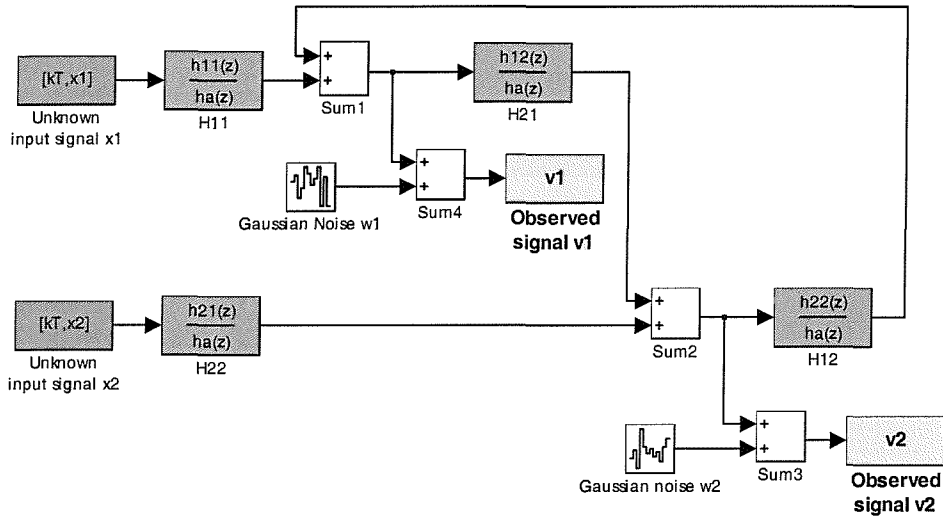 [kT,x1]
Unknown
input signal x1
h11(z)
ha(z)
H11
+
+
Sum1
h12(z)
ha(z)
H21
Gaussian Noise w1
+
+
Sum4
v1
Observed
signal v1
[kT,x2]
Unknown
input signal x2
h21(z)
ha(z)
H22
+
+
Sum2
h22(z)
ha(z)
H12
Gaussian noise w2
+
+
Sum3
v2
Observed
signal v2